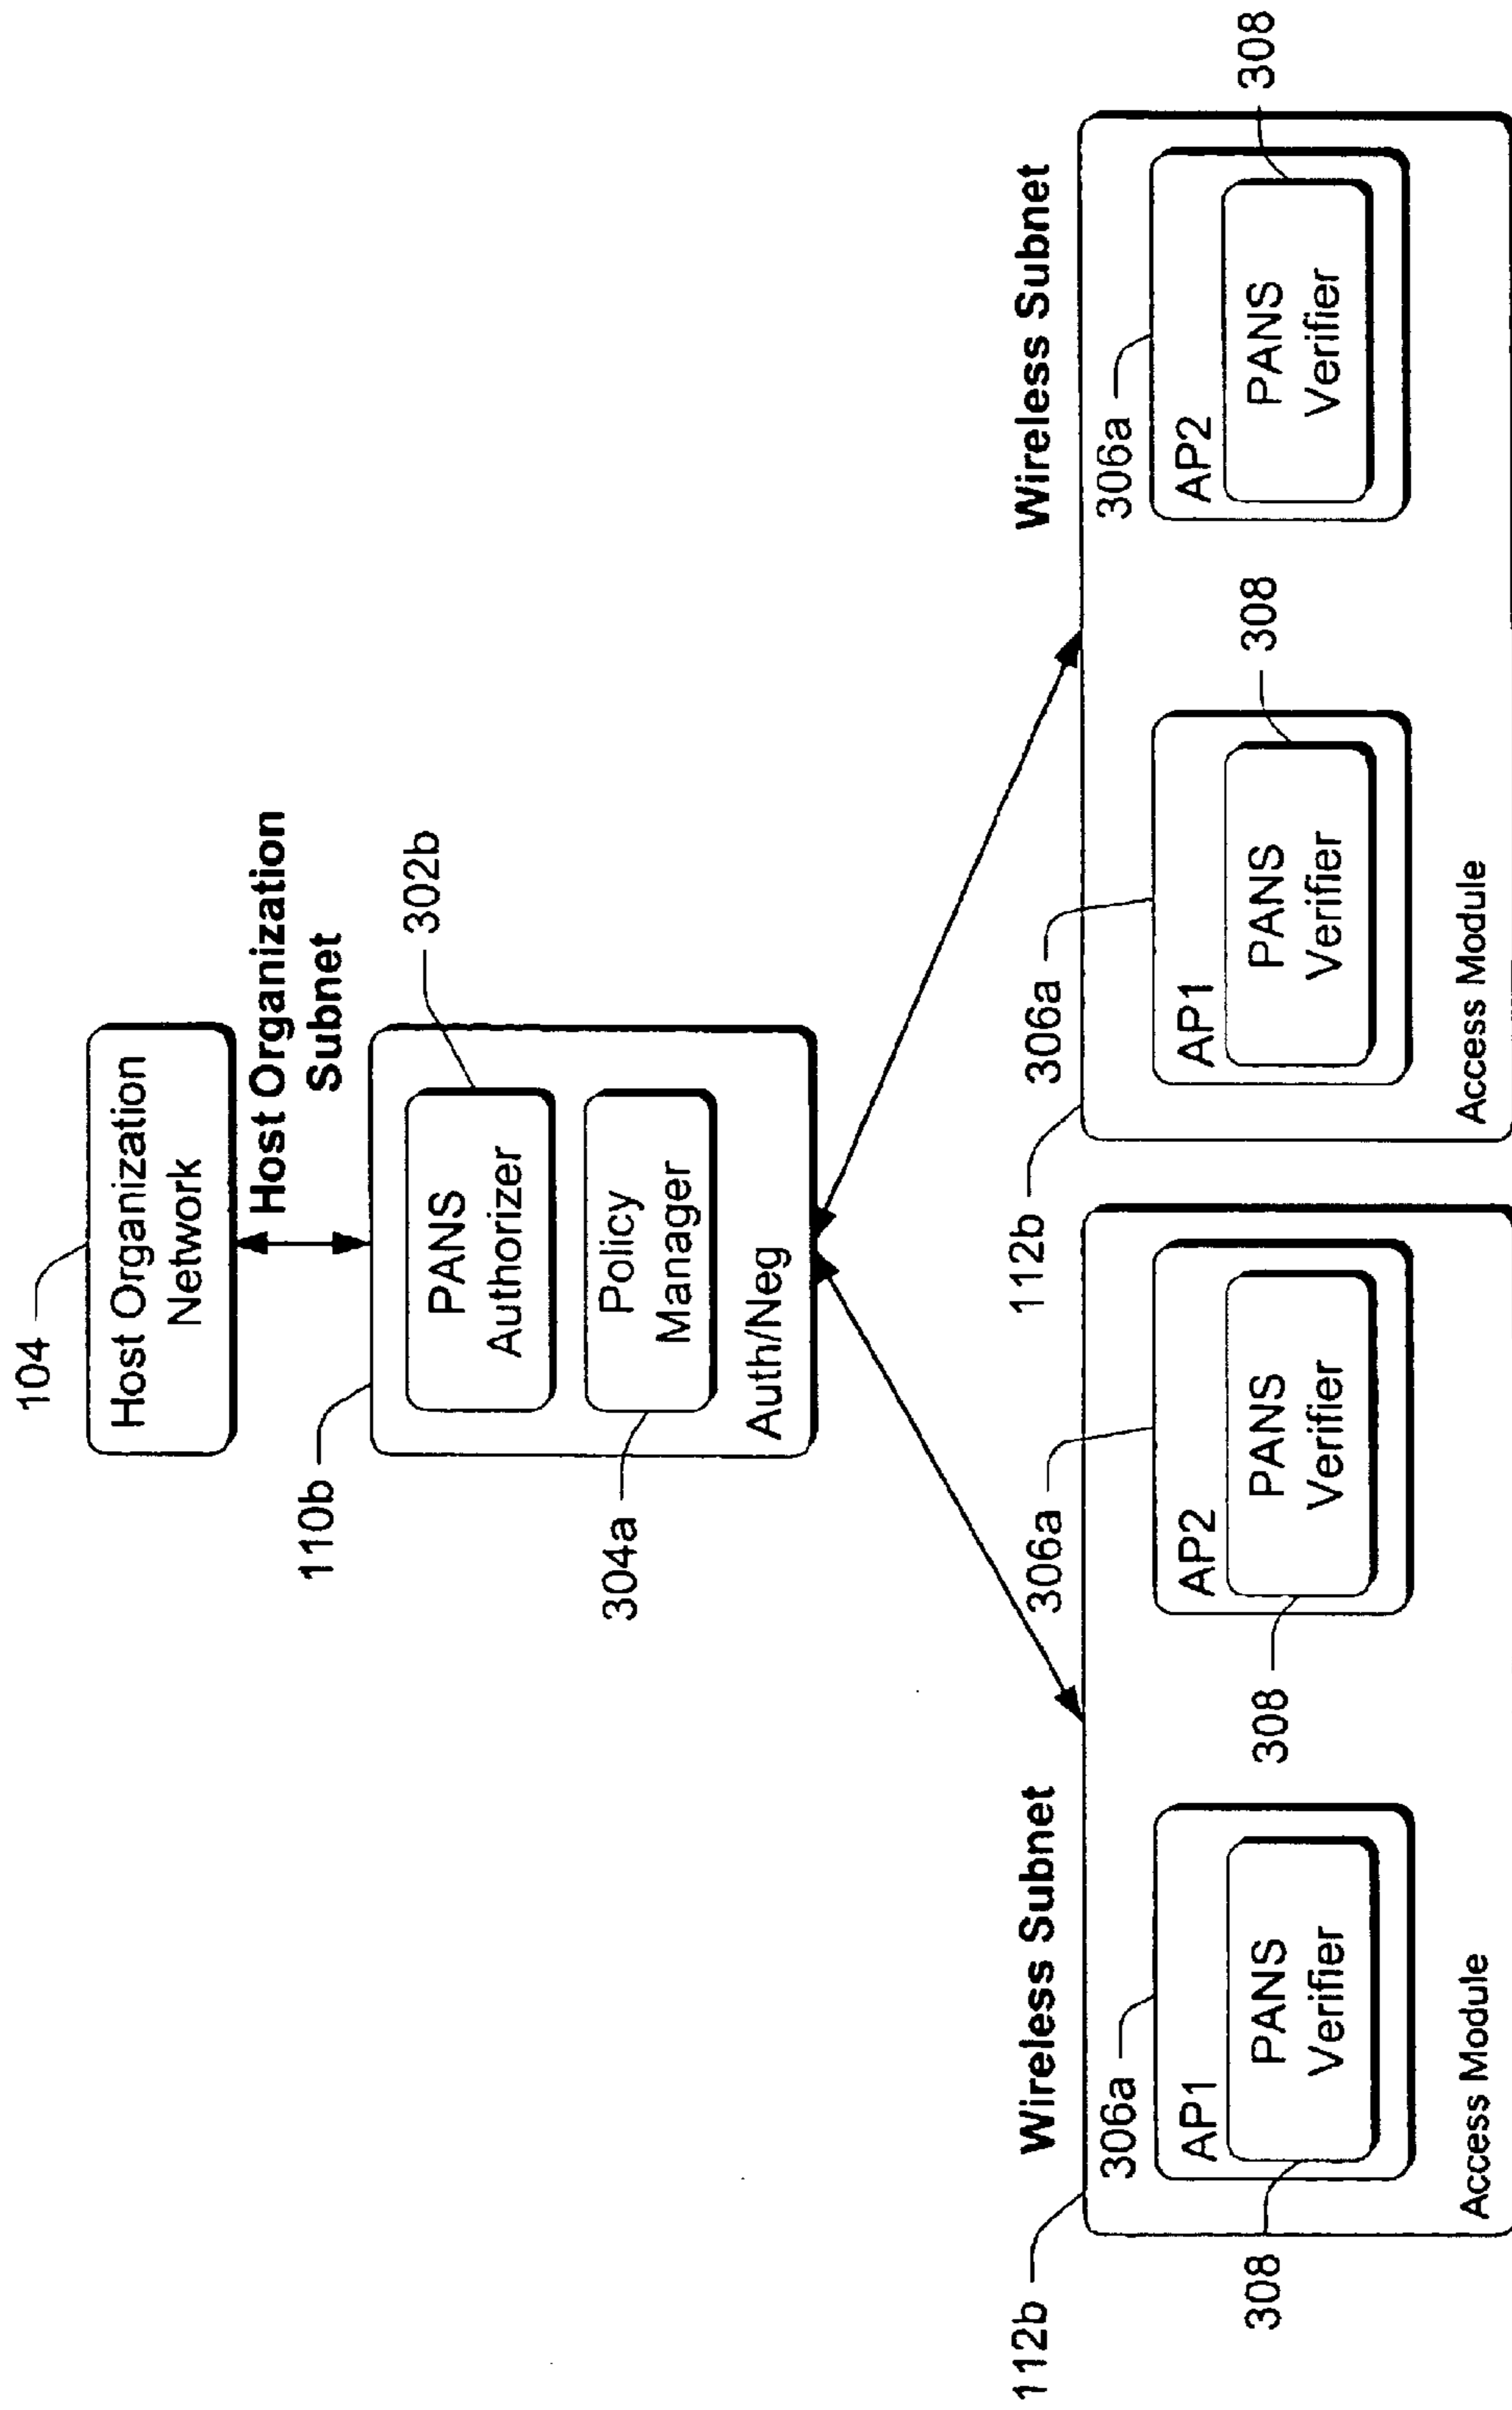 104
Host Organization
Network
Host Organization
Subnet
110b
PANS
Authorizer
302b
304a
Policy
Manager
Auth/Neg
Wireless Subnet
112b
306a
AP1
PANS
Verifier
308
306a
AP2
PANS
Verifier
308
Access Module
Wireless Subnet
112b
306a
AP1
PANS
Verifier
308
306a
AP2
PANS
Verifier
308
Access Module